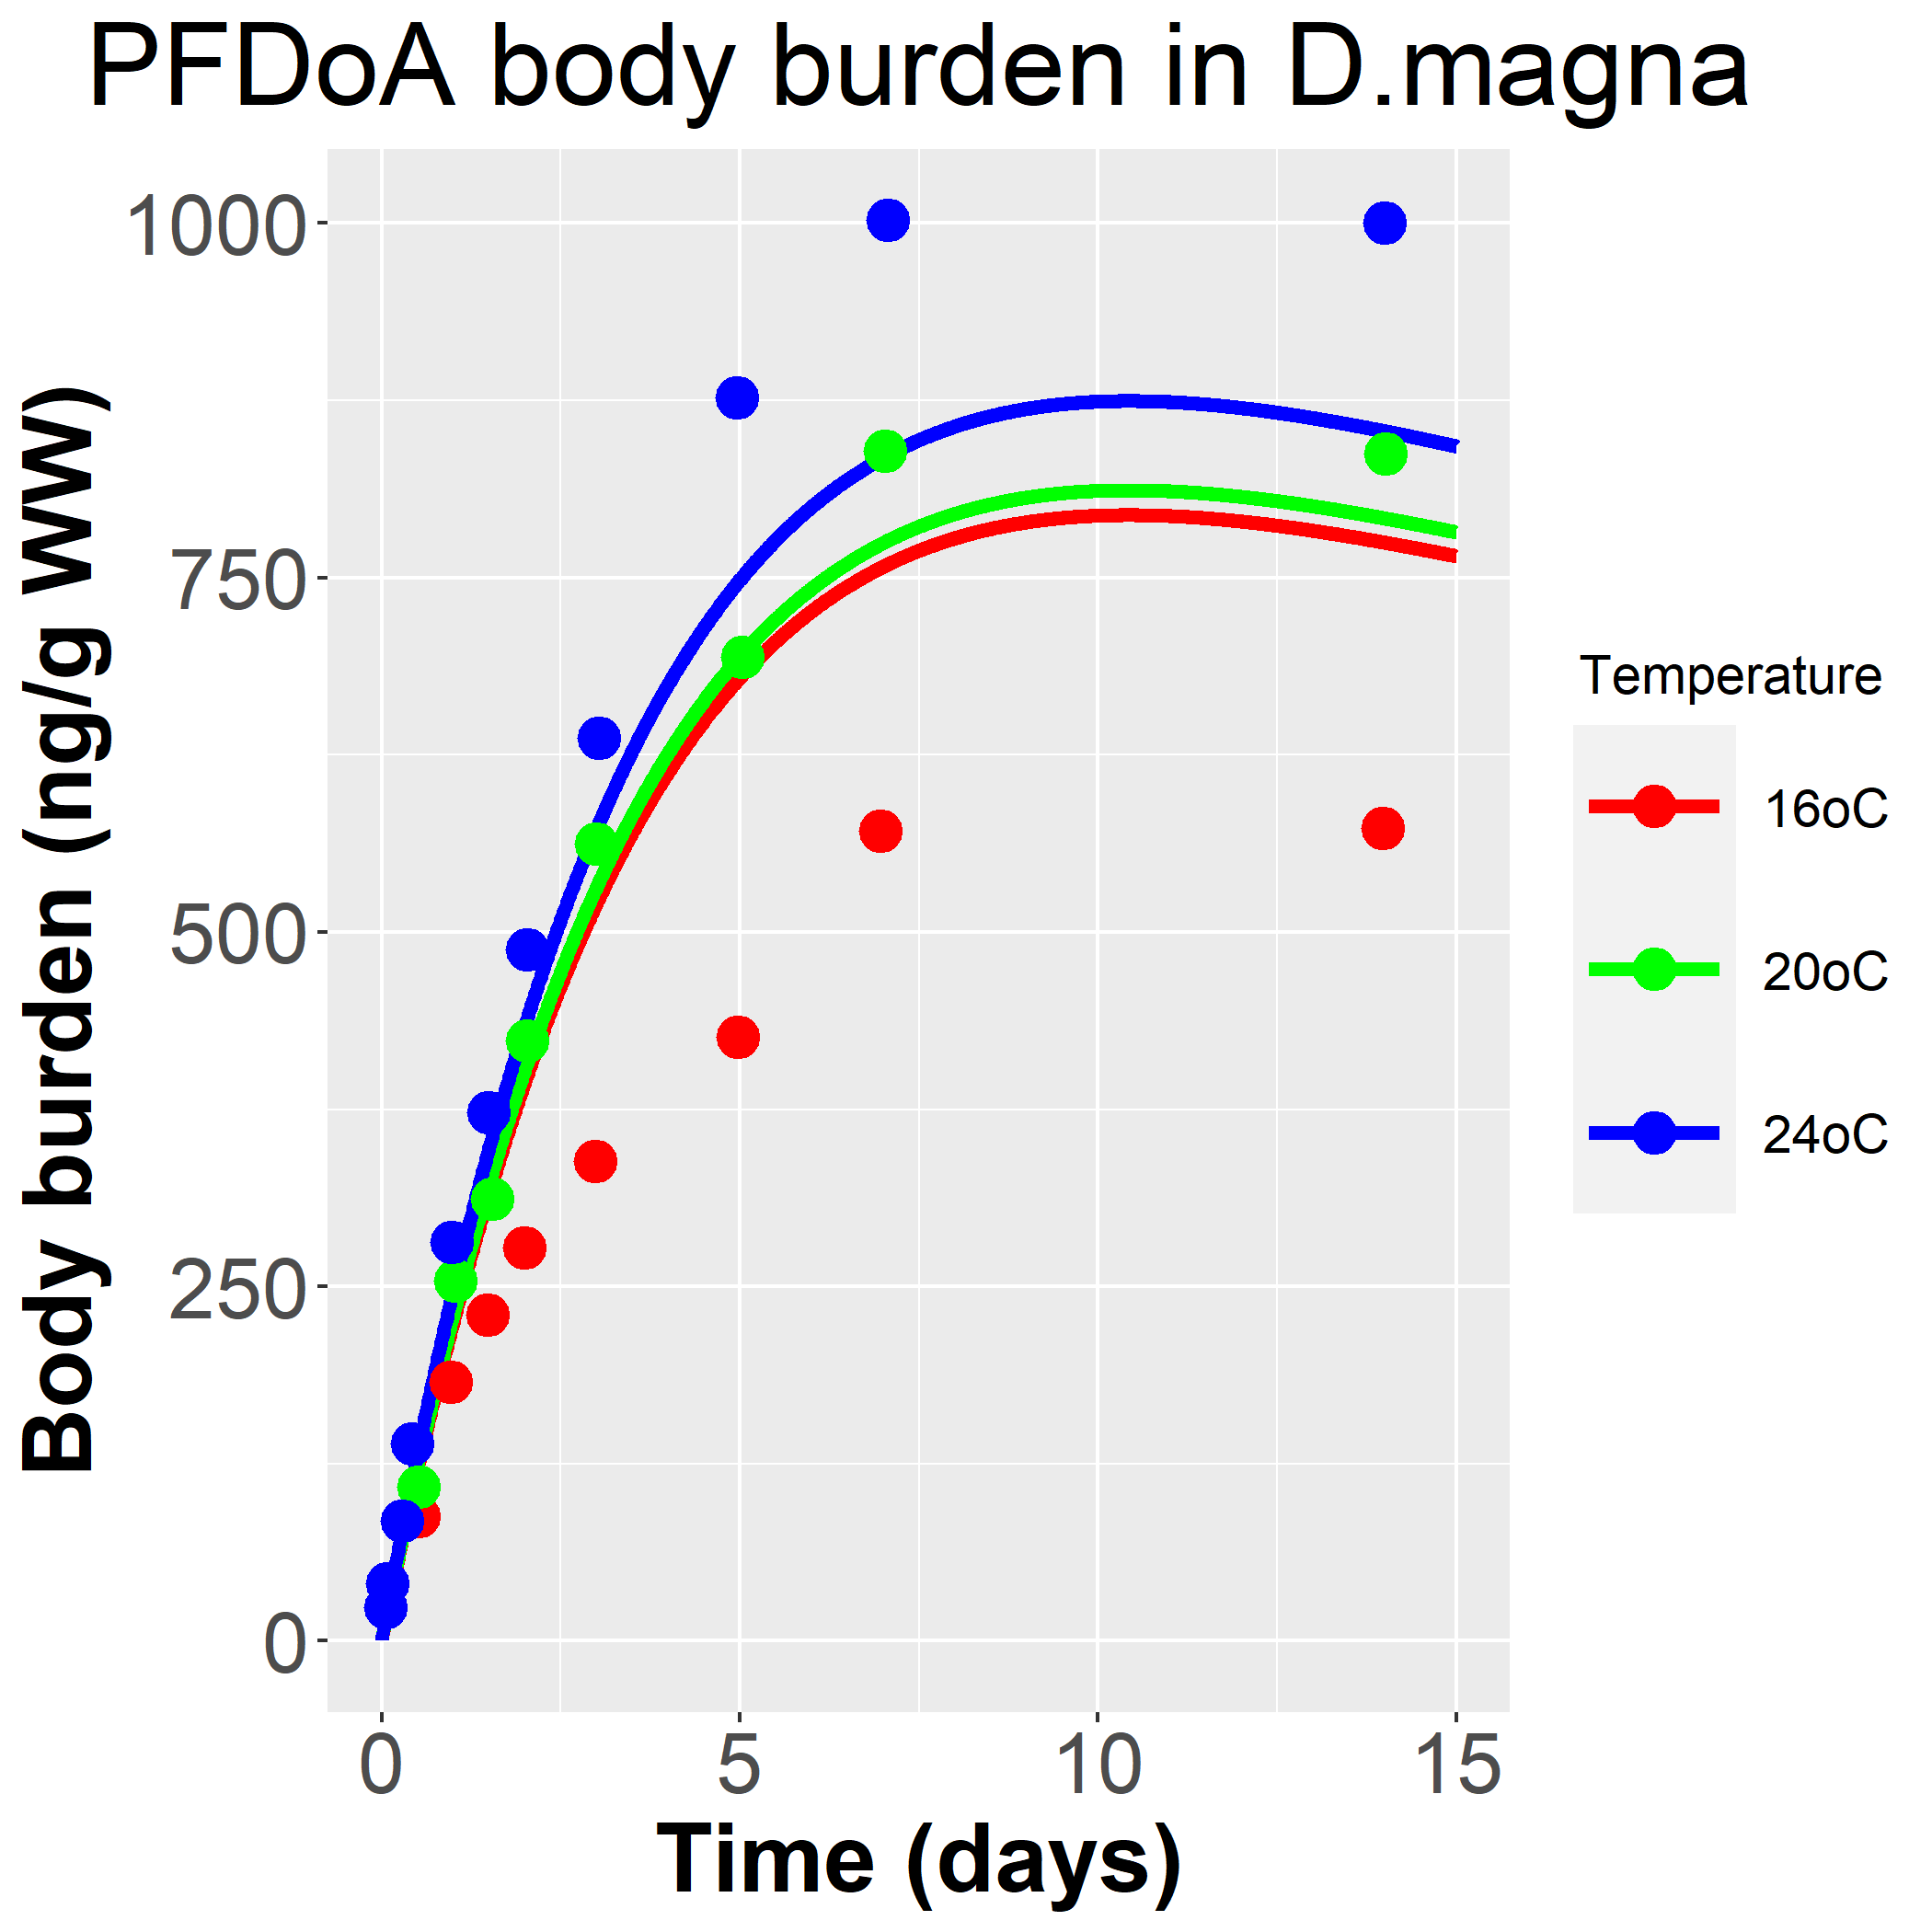 PFDoA body burden in D.magna
Body burden (ng/g WW)
1000
750
500
250
0
0 5 10 15
Time (days)
Temperature
16oC
20oC
24oC